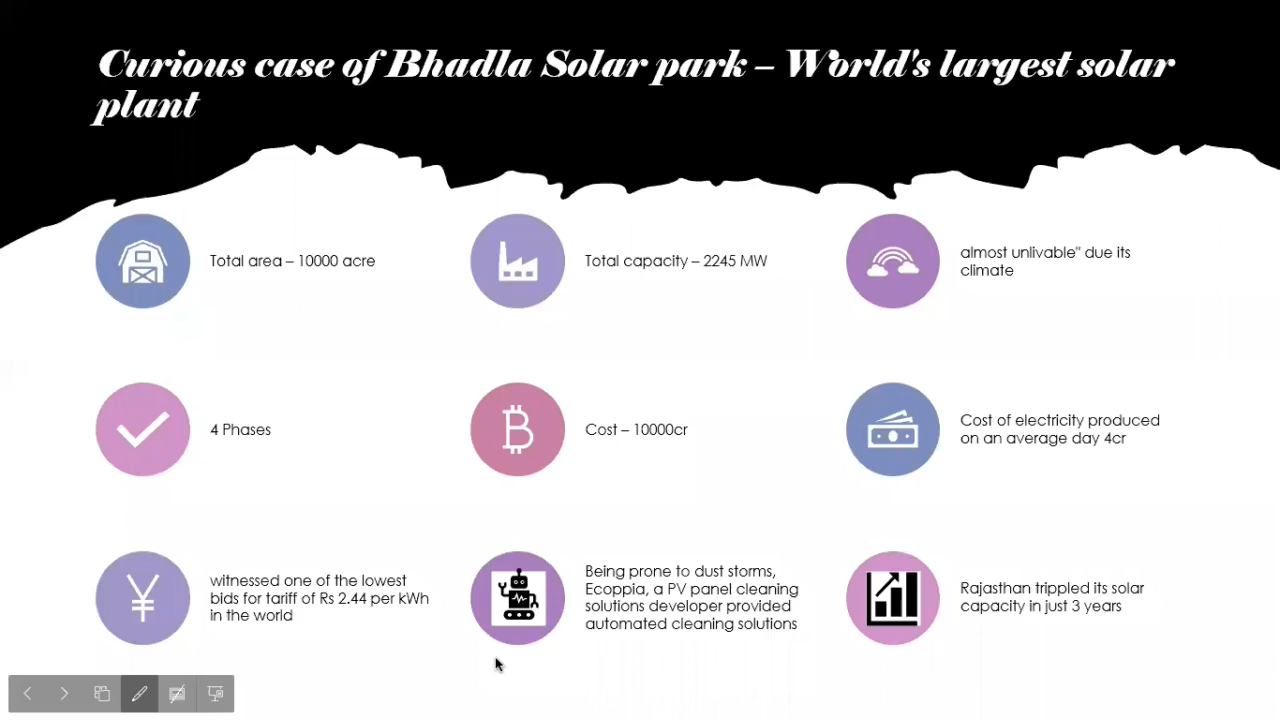 Curious case of Bhadla Solar park – World's largest solar
plant
Total area – 10000 acre
Total capacity – 2245 MW
almost unlivable" due its
climate
4 Phases
Cost – 10000cr
Cost of electricity produced
on an average day 4cr
witnessed one of the lowest
bids for tariff of Rs 2.44 per kWh
in the world
Being prone to dust storms,
Ecoppia, a PV panel cleaning
solutions developer provided
automated cleaning solutions
Rajasthan trippled its solar
capacity in just 3 years